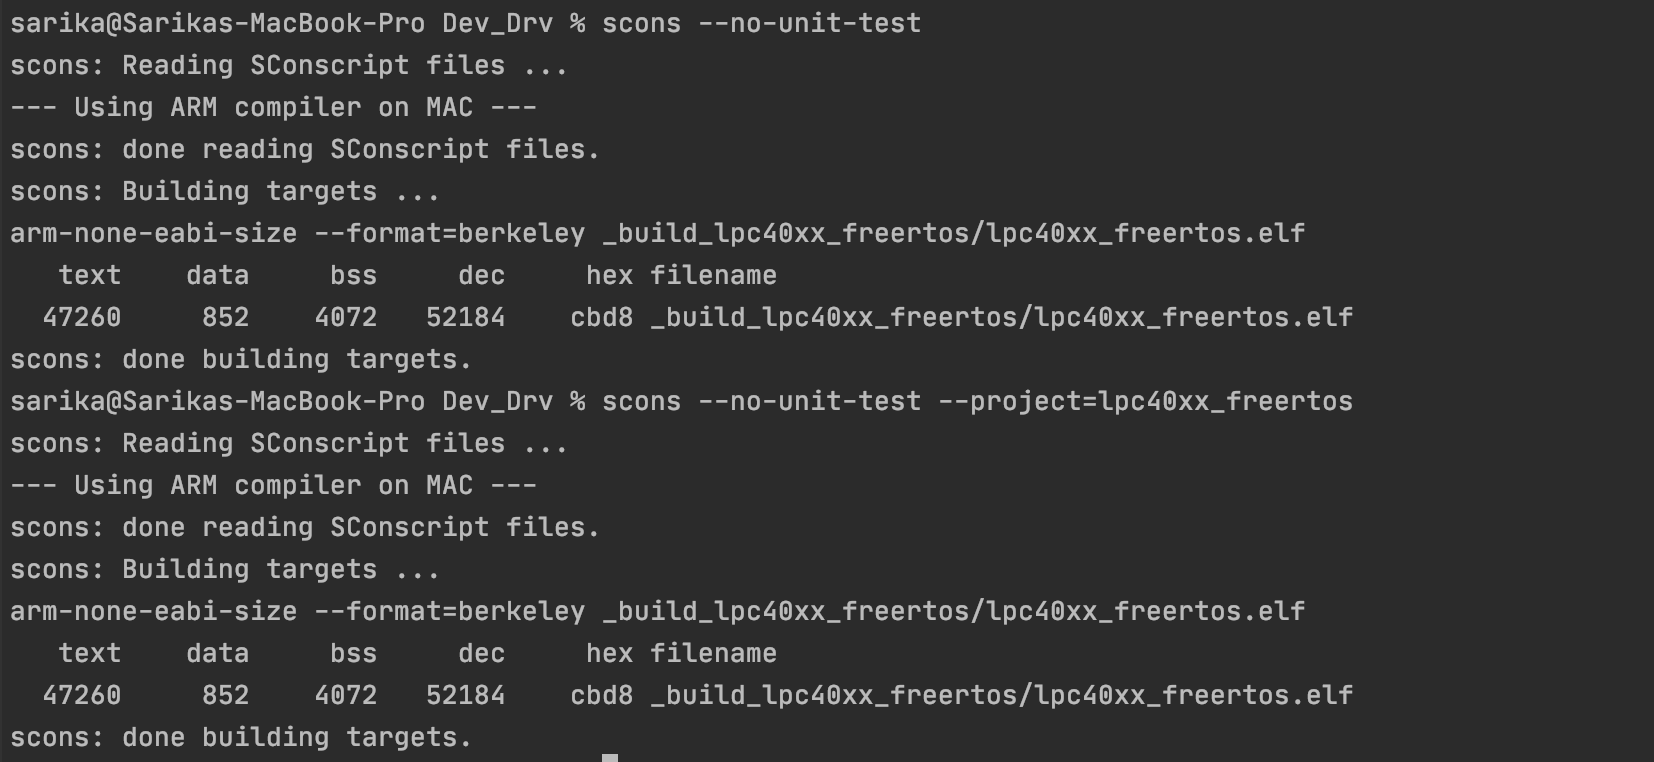 sarika@Sarikas-MacBook-Pro Dev_Drv % scons --no-unit-test
scons: Reading SConscript files ...
--- Using ARM compiler on MAC ---
scons: done reading SConscript files.
scons: Building targets ...
arm-none-eabi-size --format=berkeley _build_lpc40xx_freertos/lpc40xx_freertos.elf
   text    data     bss     dec     hex filename
  47260     852    4072   52184    cbd8 _build_lpc40xx_freertos/lpc40xx_freertos.elf
scons: done building targets.
sarika@Sarikas-MacBook-Pro Dev_Drv % scons --no-unit-test --project=lpc40xx_freertos
scons: Reading SConscript files ...
--- Using ARM compiler on MAC ---
scons: done reading SConscript files.
scons: Building targets ...
arm-none-eabi-size --format=berkeley _build_lpc40xx_freertos/lpc40xx_freertos.elf
   text    data     bss     dec     hex filename
  47260     852    4072   52184    cbd8 _build_lpc40xx_freertos/lpc40xx_freertos.elf
scons: done building targets.